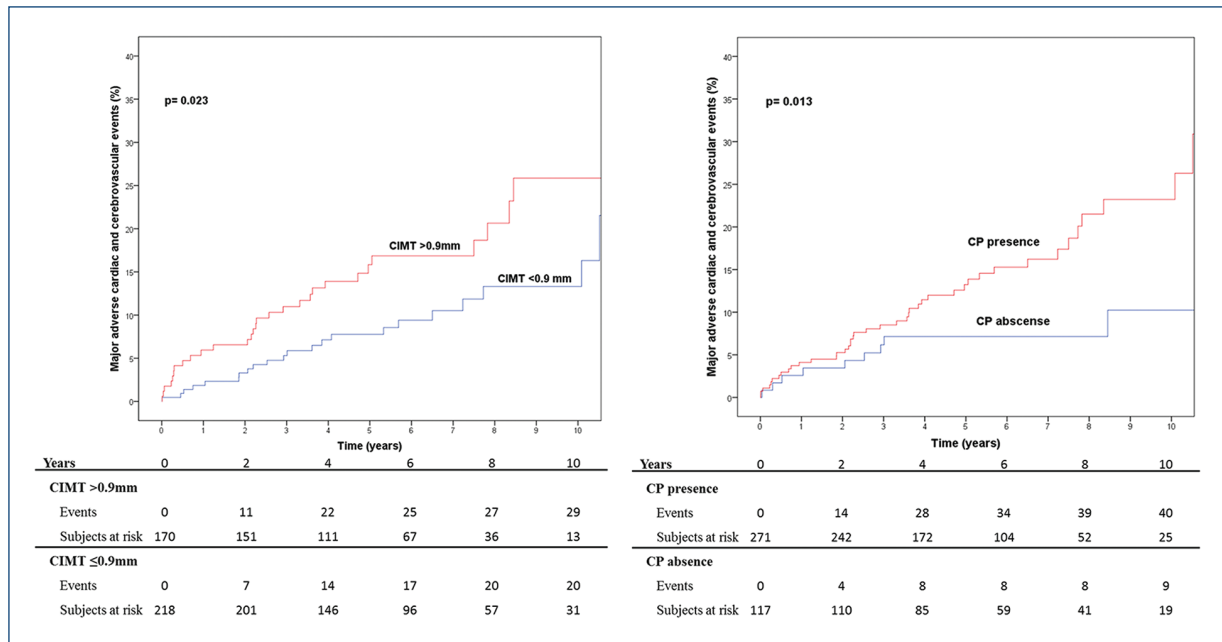 Major adverse cardiac and cerebrovascular events (%)
40
35
30
25
20
15
10
5
0
p= 0.023
CIMT >0.9mm
CIMT <0.9 mm
0 1 2 3 4 5 6 7 8 9 10
Time (years)
Years 0 2 4 6 8 10
CIMT >0.9mm
Events 0 11 22 25 27 29
Subjects at risk 170 151 111 67 36 13
CIMT ≤0.9mm
Events 0 7 14 17 20 20
Subjects at risk 218 201 146 96 57 31
Major adverse cardiac and cerebrovascular events (%)
40
35
30
25
20
15
10
5
0
p= 0.013
CP presence
CP abscense
0 1 2 3 4 5 6 7 8 9 10
Time (years)
Years 0 2 4 6 8 10
CP presence
Events 0 14 28 34 39 40
Subjects at risk 271 242 172 104 52 25
CP absence
Events 0 4 8 8 8 9
Subjects at risk 117 110 85 59 41 19